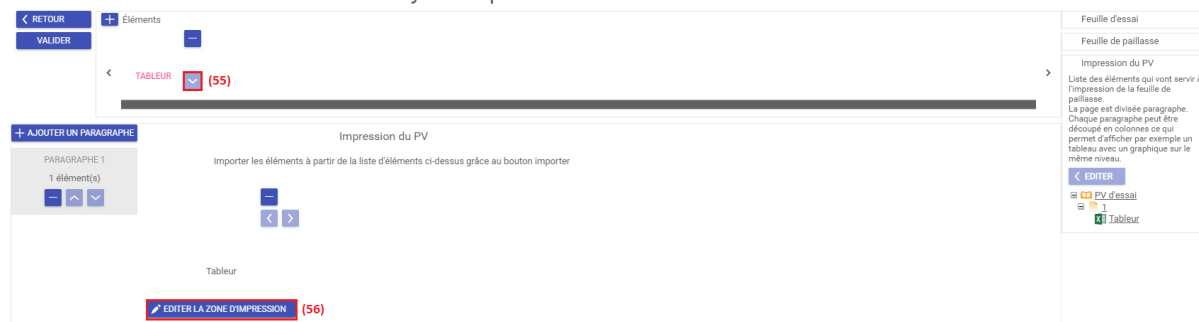 RETOUR
VALIDER
Éléments
TABLEUR
(55)
AJOUTER UN PARAGRAPHE
PARAGRAPHE 1
1 élément(s)
Impression du PV
Importer les éléments à partir de la liste d'éléments ci-dessus grâce au bouton importer
Tableur
EDITER LA ZONE D'IMPRESSION
(56)
Feuille d'essai
Feuille de paillasse
Impression du PV
Liste des éléments qui vont servir à
l'impression de la feuille de
paillasse.
La page est divisée paragraphe.
Chaque paragraphe peut être
découpé en colonnes ce qui
permet d'afficher par exemple un
tableau avec un graphique sur le
même niveau.
EDITER
PV d'essai
1
Tableur